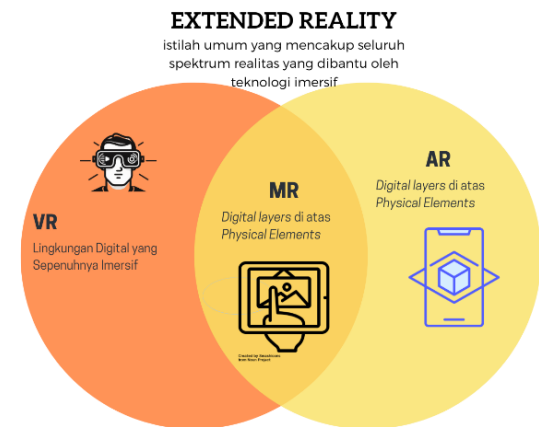 EXTENDED REALITY
istilah umum yang mencakup seluruh
spektrum realitas yang dibantu oleh
teknologi imersif
VR
Lingkungan Digital yang
Sepenuhnya Imersif
MR
Digital layers di atas
Physical Elements
AR
Digital layers di atas
Physical Elements